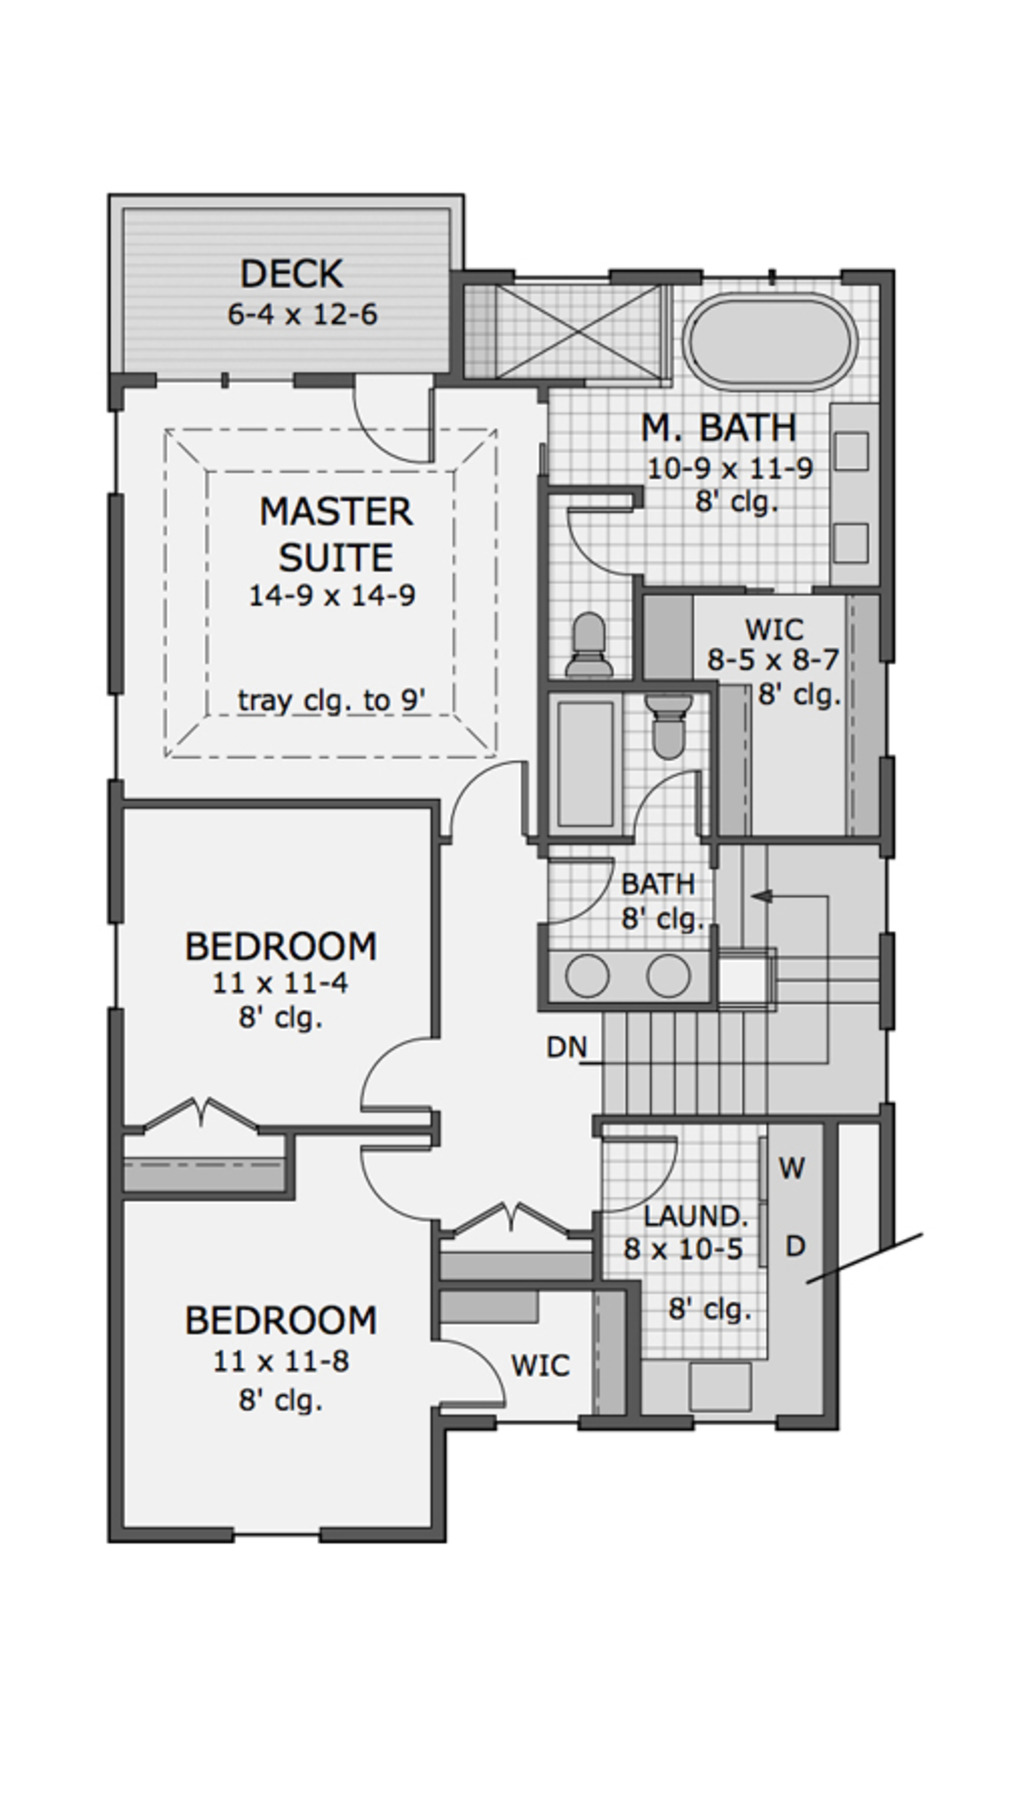 DECK
6-4 x 12-6
M. BATH
10-9 x 11-9
8' clg.
MASTER
SUITE
14-9 x 14-9
tray clg. to 9'
WIC
8-5 x 8-7
8' clg.
BATH
8' clg.
BEDROOM
11 x 11-4
8' clg.
DN
W
D
LAUND.
8 x 10-5
8' clg.
BEDROOM
11 x 11-8
8' clg.
WIC